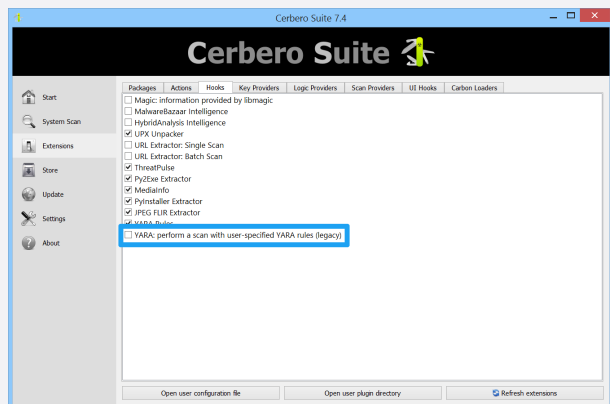 Cerbero Suite 7.4
Cerbero Suite
Start
System Scan
Extensions
Store
Update
Settings
About
Packages Actions Hooks Key Providers Logic Providers Scan Providers UI Hooks Carbon Loaders
Magic: information provided by libmagic
MalwareBazaar Intelligence
HybridAnalysis Intelligence
UPX Unpacker
URL Extractor: Single Scan
URL Extractor: Batch Scan
ThreatPulse
Py2Exe Extractor
MediaInfo
PyInstaller Extractor
JPEG FLIR Extractor
YARA Rules
YARA: perform a scan with user-specified YARA rules (legacy)
Open user configuration file Open user plugin directory Refresh extensions